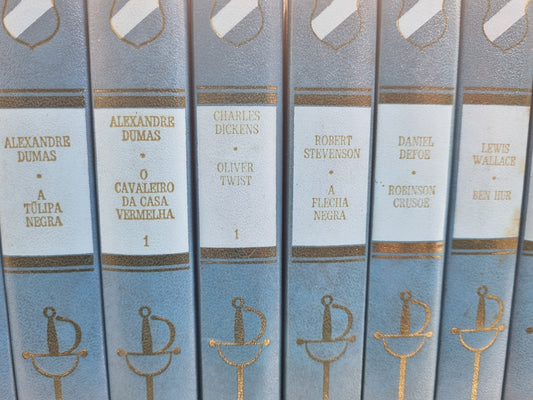 ALEXANDRE
DUMAS
A
TÚLIPA
NEGRA
ALEXANDRE
DUMAS
O
CAVALEIRO
DA CASA
VERMELHA
1
CHARLES
DICKENS
OLIVER
TWIST
1
ROBERT
STEVENSON
A
FLECHA
NEGRA
DANIEL
DEFOE
ROBINSON
CRUSOÉ
LEWIS
WALLACE
BEN HUR